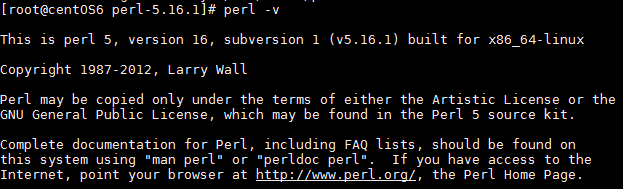 [root@centOS6 perl-5.16.1]# perl -v
This is perl 5, version 16, subversion 1 (v5.16.1) built for x86_64-linux
Copyright 1987-2012, Larry Wall
Perl may be copied only under the terms of either the Artistic License or the
GNU General Public License, which may be found in the Perl 5 source kit.
Complete documentation for Perl, including FAQ lists, should be found on
this system using "man perl" or "perldoc perl".  If you have access to the
Internet, point your browser at http://www.perl.org/, the Perl Home Page.